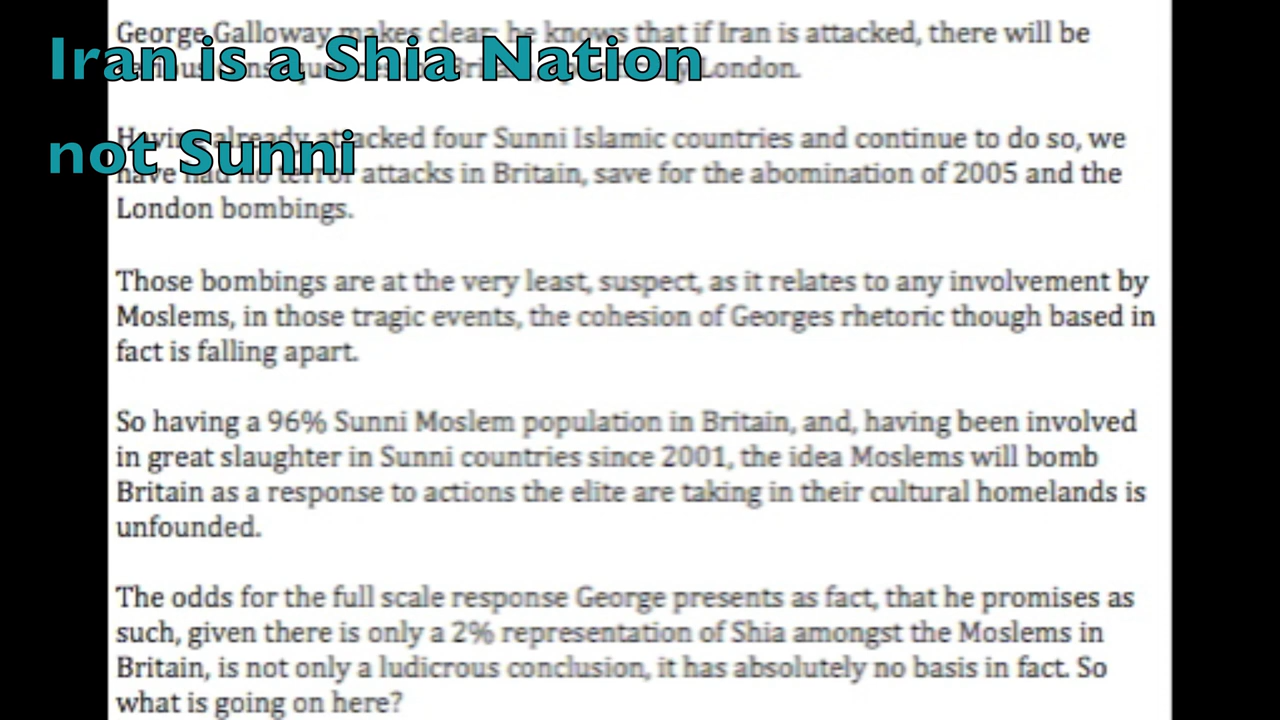 Iran is a Shia Nation
not Sunni
George Galloway makes clear; he knows that if Iran is attacked, there will be
London.
Having already attacked four Sunni Islamic countries and continue to do so, we
have had no terror attacks in Britain, save for the abomination of 2005 and the
London bombings.
Those bombings are at the very least, suspect, as it relates to any involvement by
Moslems, in those tragic events, the cohesion of Georges rhetoric though based in
fact is falling apart.
So having a 96% Sunni Moslem population in Britain, and, having been involved
in great slaughter in Sunni countries since 2001, the idea Moslems will bomb
Britain as a response to actions the elite are taking in their cultural homelands is
unfounded.
The odds for the full scale response George presents as fact, that he promises as
such, given there is only a 2% representation of Shia amongst the Moslems in
Britain, is not only a ludicrous conclusion, it has absolutely no basis in fact. So
what is going on here?